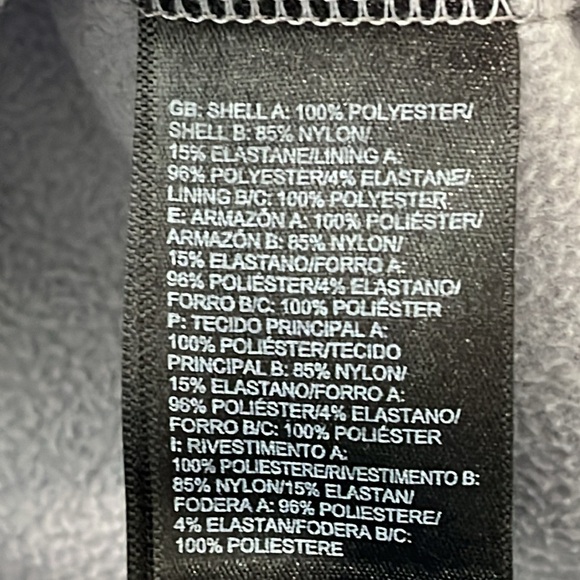 GB: SHELL A: 100% POLYESTER/
SHELL B: 85% NYLON/
15% ELASTANE/LINING A:
96% POLYESTER/4% ELASTANE/
LINING B/C: 100% POLYESTER
E: ARMAZÓN A: 100% POLIÉSTER/
ARMAZÓN B: 85% NYLON/
15% ELASTANO/FORRO A:
96% POLIÉSTER/4% ELASTANO/
FORRO B/C: 100% POLIÉSTER
P: TECIDO PRINCIPAL A:
100% POLIÉSTER/TECIDO
PRINCIPAL B: 85% NYLON/
15% ELASTANO/FORRO A:
96% POLIÉSTER/4% ELASTANO/
FORRO B/C: 100% POLIÉSTER
I: RIVESTIMENTO A:
100% POLIESTERE/RIVESTIMENTO B:
85% NYLON/15% ELASTAN/
FODERA A: 96% POLIESTERE/
4% ELASTAN/FODERA B/C:
100% POLIESTERE